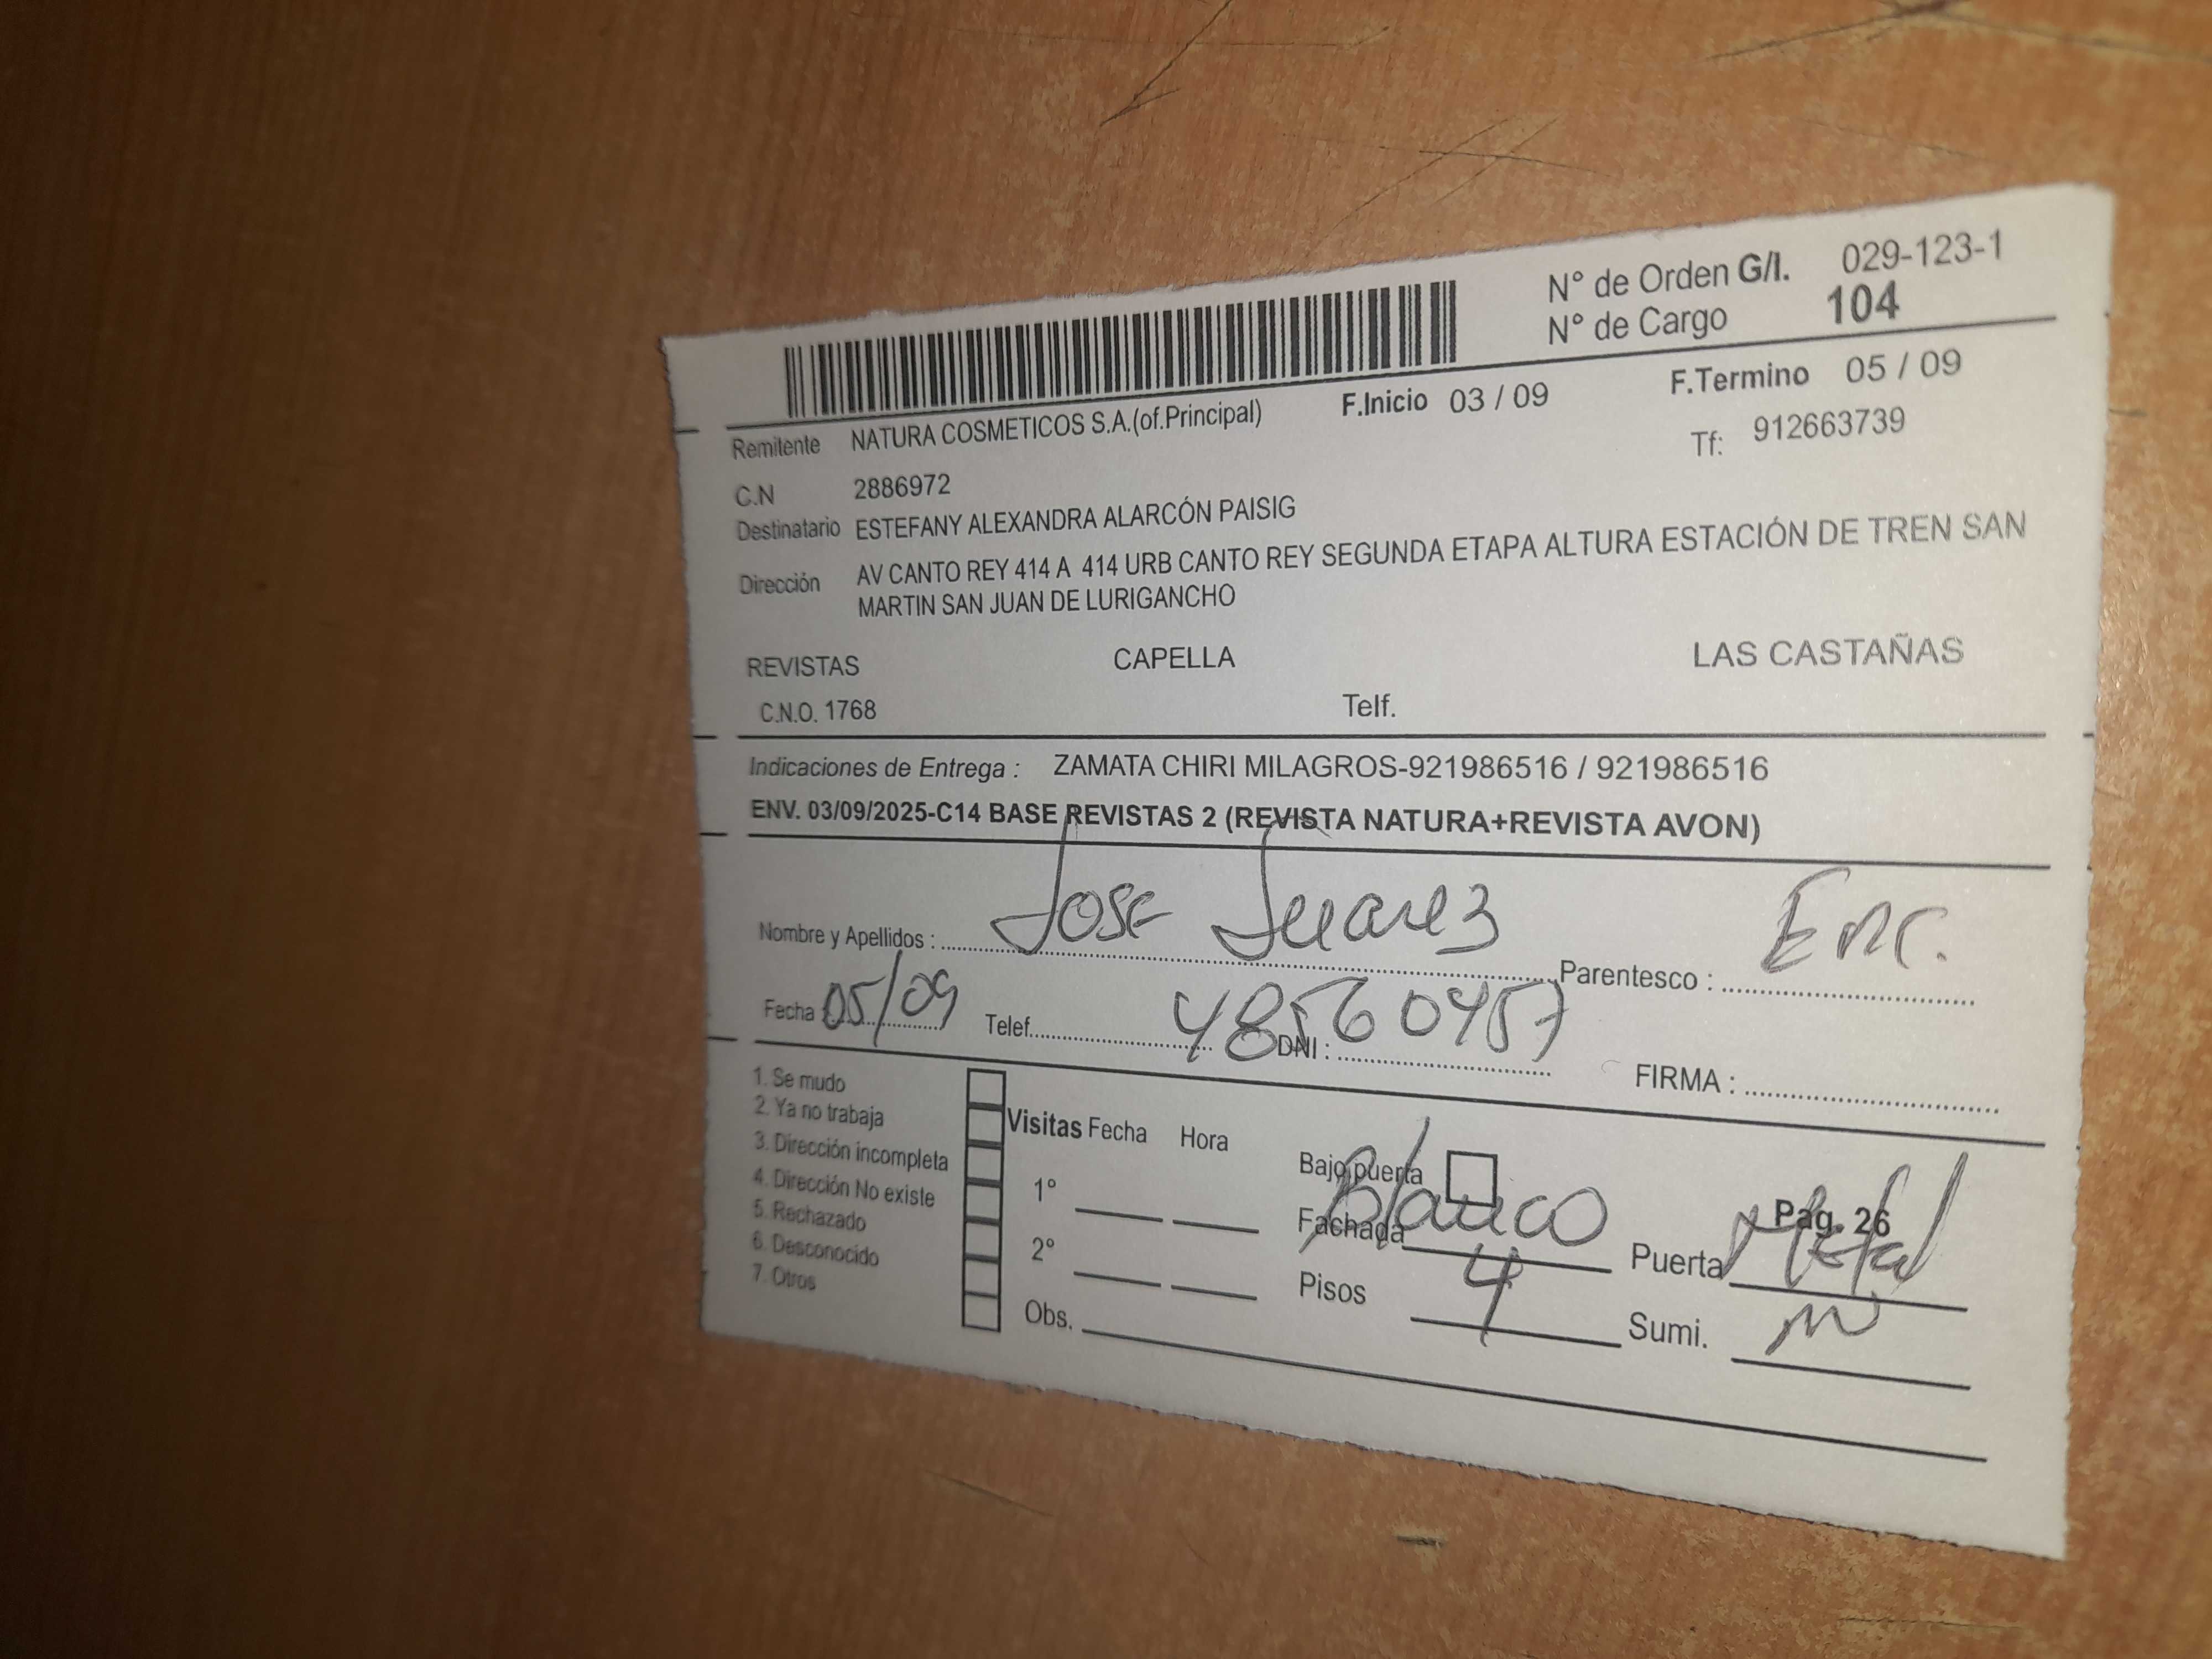 N° de Orden G/I. 029-123-1
N° de Cargo 104
F.Inicio 03 / 09 F.Termino 05 / 09
Remitente NATURA COSMETICOS S.A.(of.Principal) Tf: 912663739
C.N 2886972
Destinatario ESTEFANY ALEXANDRA ALARCÓN PAISIG
Dirección AV CANTO REY 414 A 414 URB CANTO REY SEGUNDA ETAPA ALTURA ESTACIÓN DE TREN SAN
MARTIN SAN JUAN DE LURIGANCHO
REVISTAS CAPELLA LAS CASTAÑAS
C.N.O. 1768 Telf.
Indicaciones de Entrega : ZAMATA CHIRI MILAGROS-921986516 / 921986516
ENV. 03/09/2025-C14 BASE REVISTAS 2 (REVISTA NATURA+REVISTA AVON)
Nombre y Apellidos : Jose Juarez Parentesco : Enc.
Fecha : 05/09 Telef. DNI : 48560457 FIRMA :
1. Se mudo
2. Ya no trabaja
3. Dirección incompleta
4. Dirección No existe
5. Rechazado
6. Desconocido
7. Otros
Visitas Fecha Hora
1°
2°
Obs.
Bajo puerta
Fachada Blanco Puerta Metal
Pag. 26
Pisos 4 Sumi.